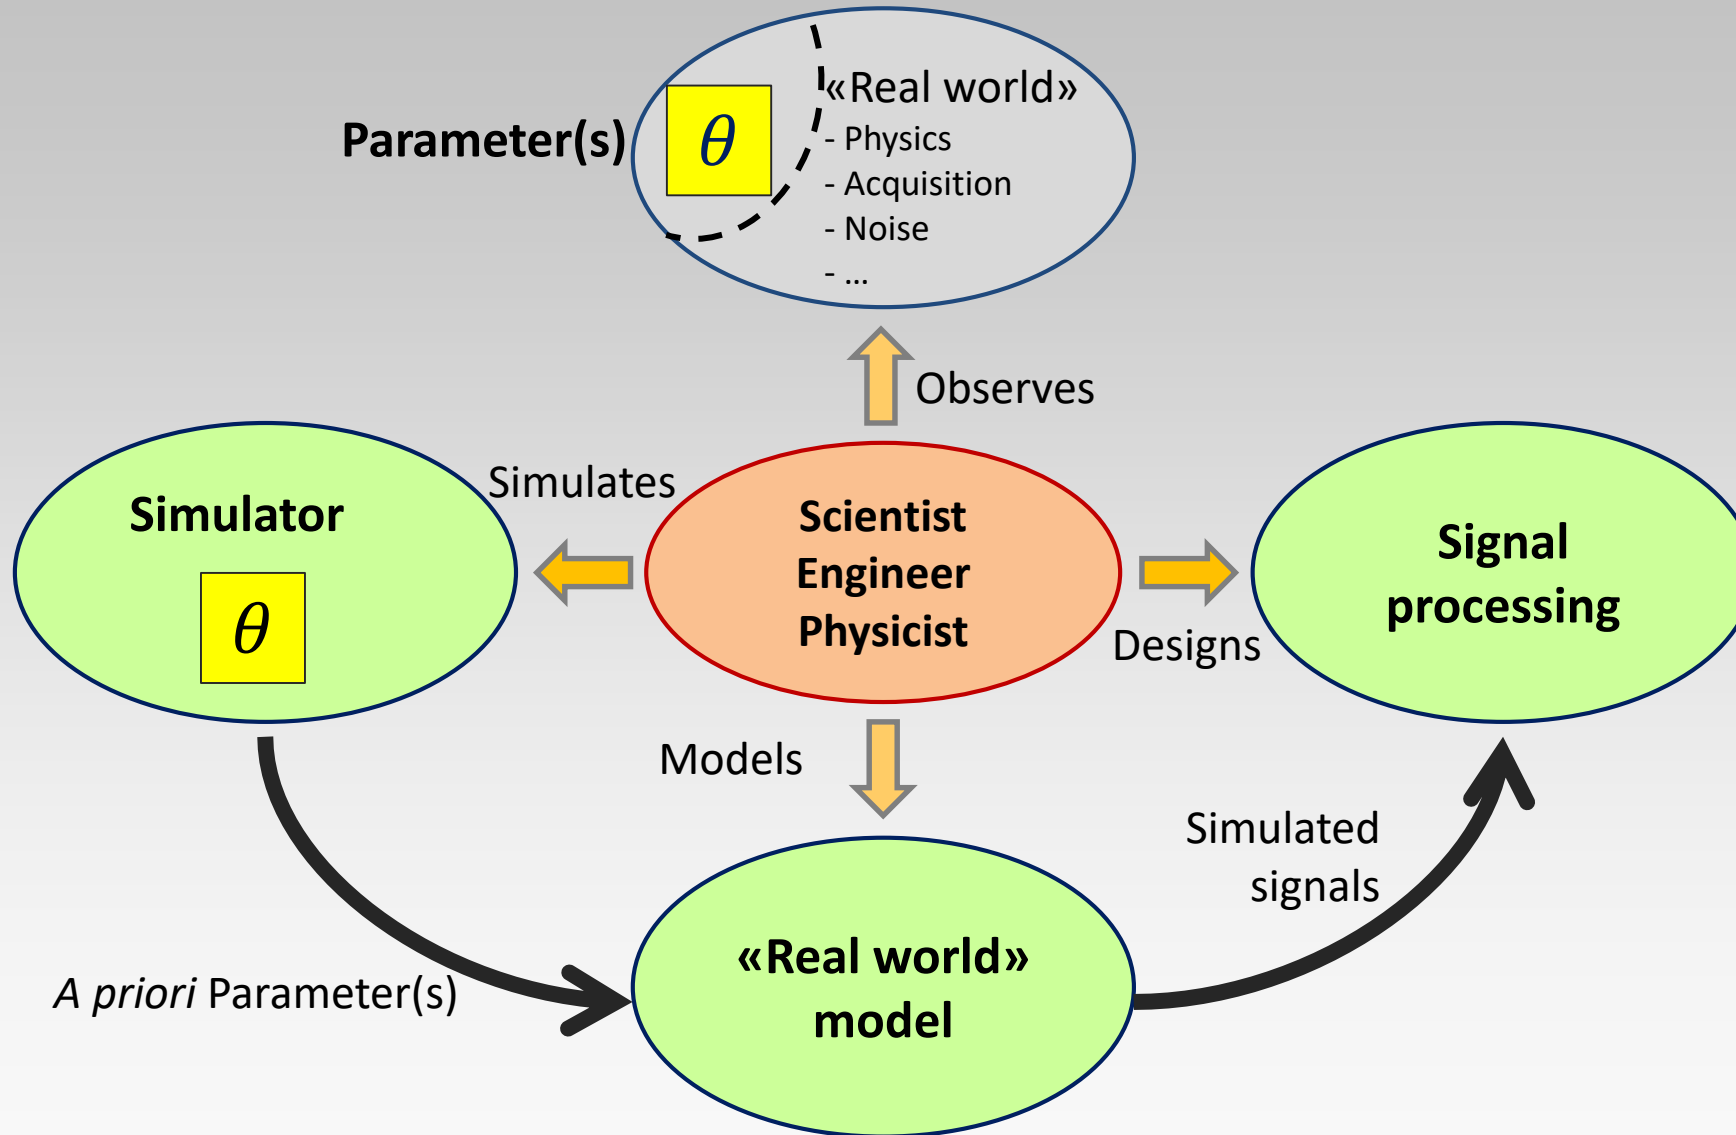 Parameter(s)
θ
«Real world»
- Physics
- Acquisition
- Noise
- ...
Observes
Simulates
Simulator
θ
Scientist
Engineer
Physicist
Designs
Signal
processing
Models
Simulated
signals
A priori Parameter(s)
«Real world»
model